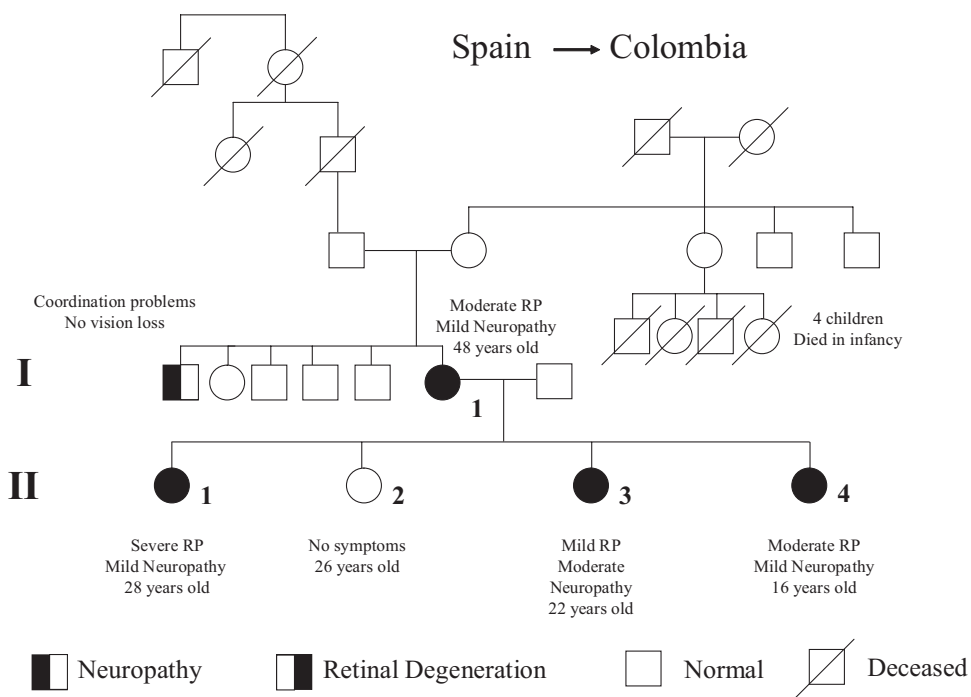 Spain → Colombia
Coordination problems
No vision loss
Moderate RP
Mild Neuropathy
48 years old
4 children
Died in infancy
I
1
II
1
2
3
4
Severe RP
Mild Neuropathy
28 years old
No symptoms
26 years old
Mild RP
Moderate
Neuropathy
22 years old
Moderate RP
Mild Neuropathy
16 years old
Neuropathy
Retinal Degeneration
Normal
Deceased